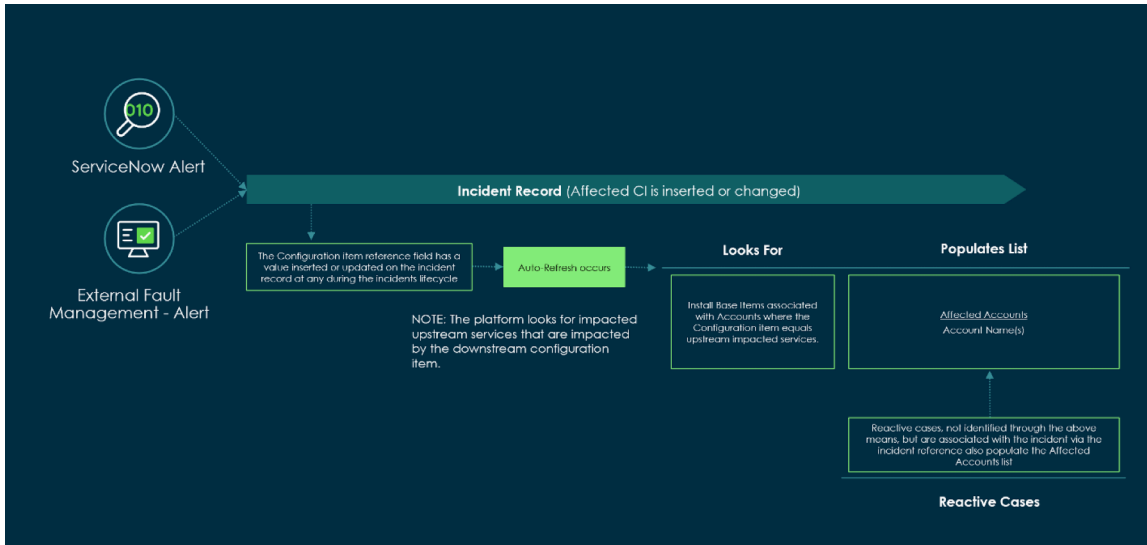 010
ServiceNow Alert
External Fault
Management - Alert
Incident Record (Affected CI is inserted or changed)
The Configuration item reference field has a
value inserted or updated on the incident
record at any during the incidents lifecycle
Auto-Refresh occurs
NOTE: The platform looks for impacted
upstream services that are impacted
by the downstream configuration
item.
Looks For
Install Base Items associated
with Accounts where the
Configuration item equals
upstream impacted services.
Populates List
Affected Accounts
Account Name(s)
Reactive cases, not identified through the above
means, but are associated with the incident via the
incident reference also populate the Affected
Accounts list
Reactive Cases